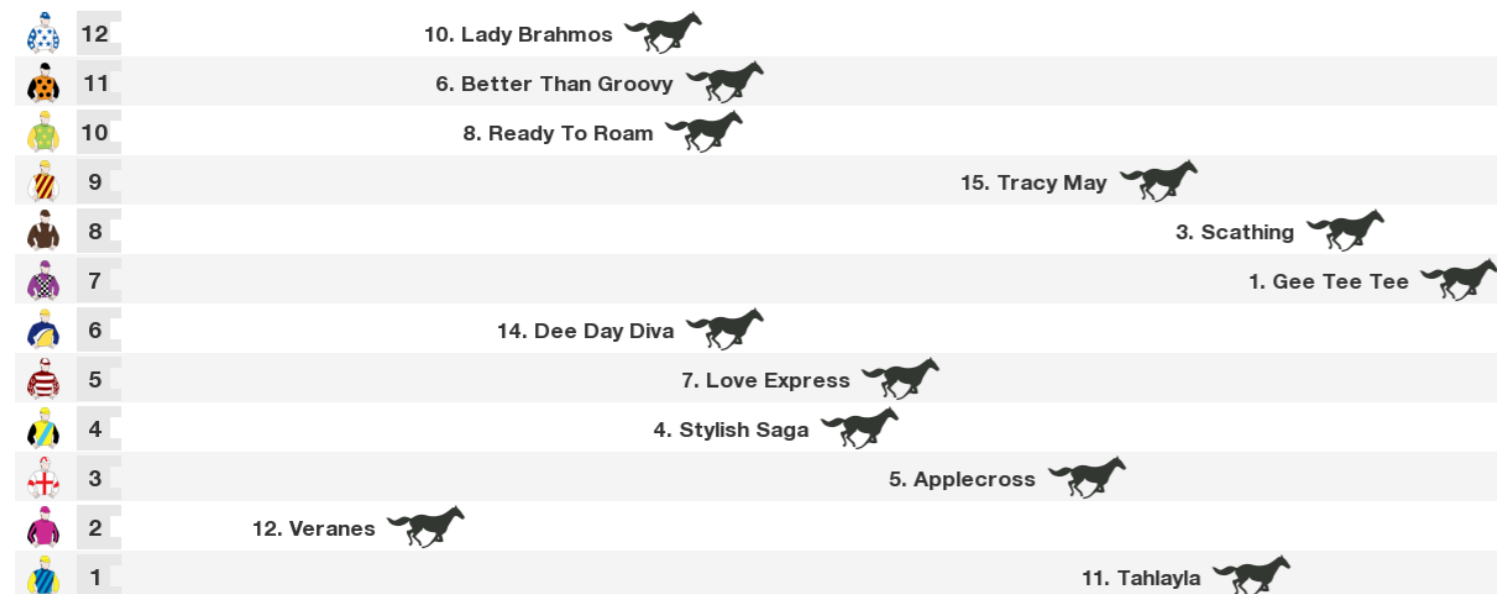 12 10. Lady Brahmos
11 6. Better Than Groovy
10 8. Ready To Roam
9 15. Tracy May
8 3. Scathing
7 1. Gee Tee Tee
6 14. Dee Day Diva
5 7. Love Express
4 4. Stylish Saga
3 5. Applecross
2 12. Veranes
1 11. Tahlayla